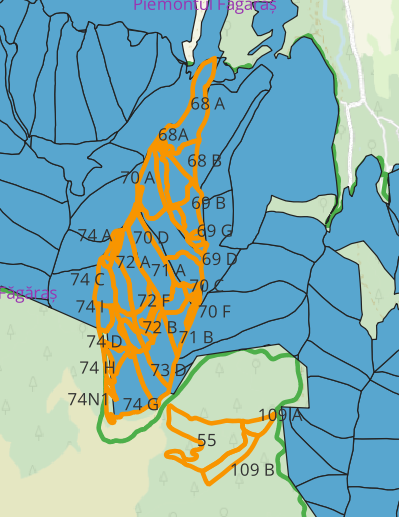 Piemontul Făgăraș
68 A
68A
68 B
70 A
69 B
74 A
70 D
69 G
72 A
71 A
69 D
74 C
70 C
Făgăraș
74 I
72 F
70 F
72 B
74 D
71 B
74 H
73 D
74N1
74 G
109 A
55
109 B